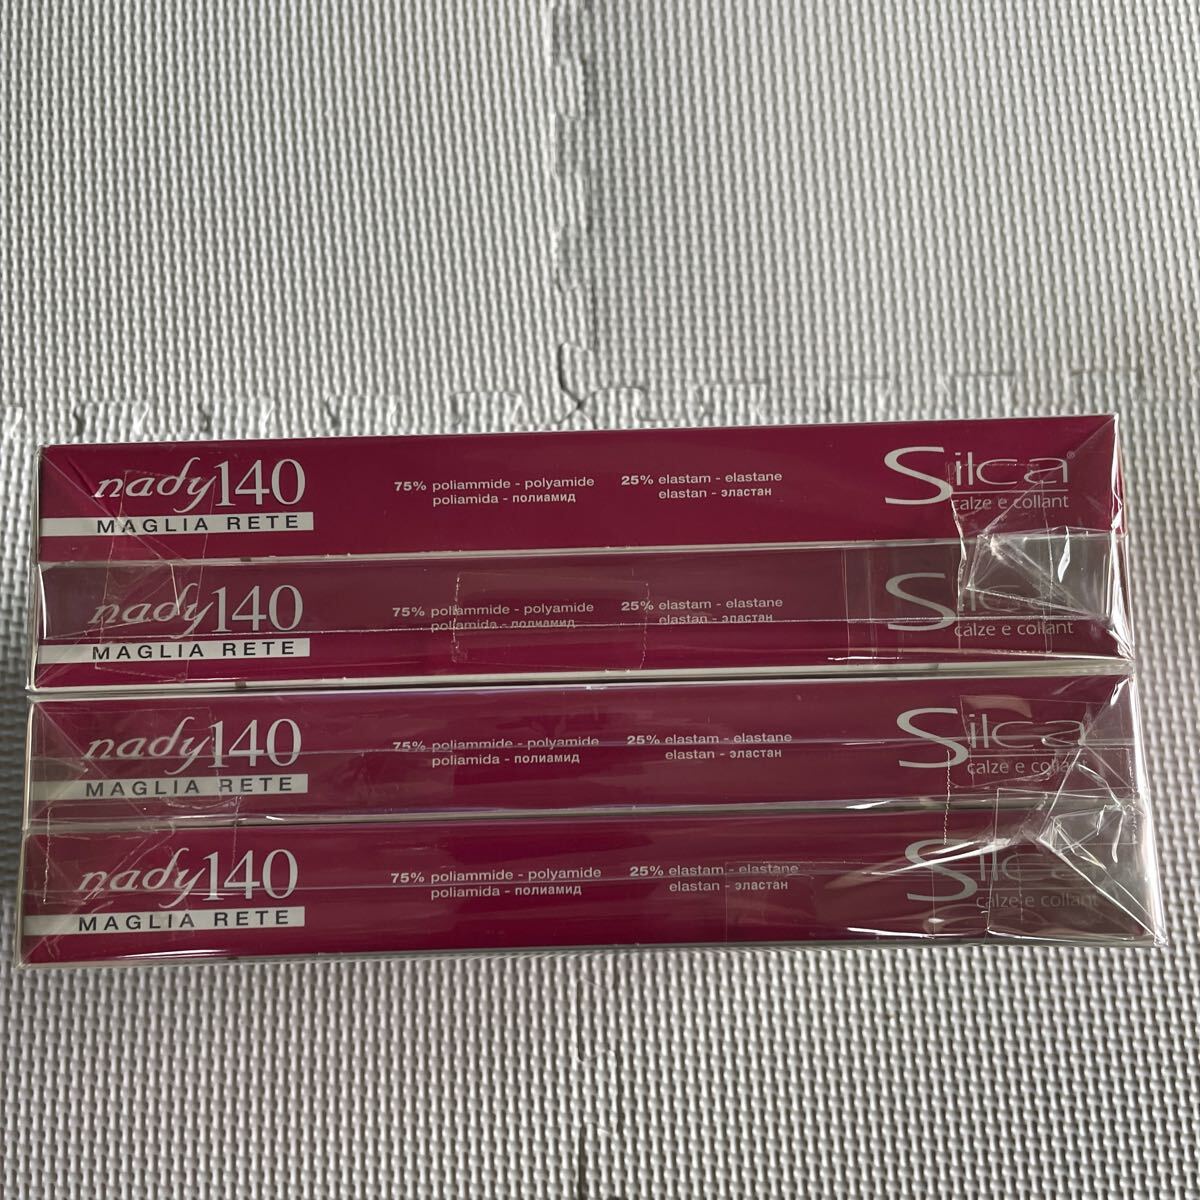 nady 140
MAGLIA RETE
75% poliammide - polyamide
poliamida - полиамид
25% elastam - elastane
elastan - эластан
Silca®
calze e collant
nady 140
MAGLIA RETE
75% poliammide - polyamide
poliamida - полиамид
25% elastam - elastane
elastan - эластан
Silca
calze e collant
nady 140
MAGLIA RETE
75% poliammide - polyamide
poliamida - полиамид
25% elastam - elastane
elastan - эластан
Silca
calze e collant
nady 140
MAGLIA RETE
75% poliammide - polyamide
poliamida - полиамид
25% elastam - elastane
elastan - эластан
Silca
calze e collant